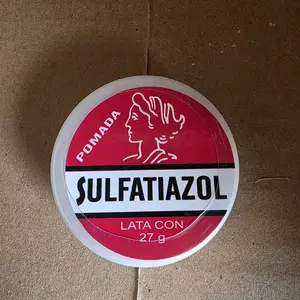 POMADA
SULFATIAZOL
LATA CON
27 g